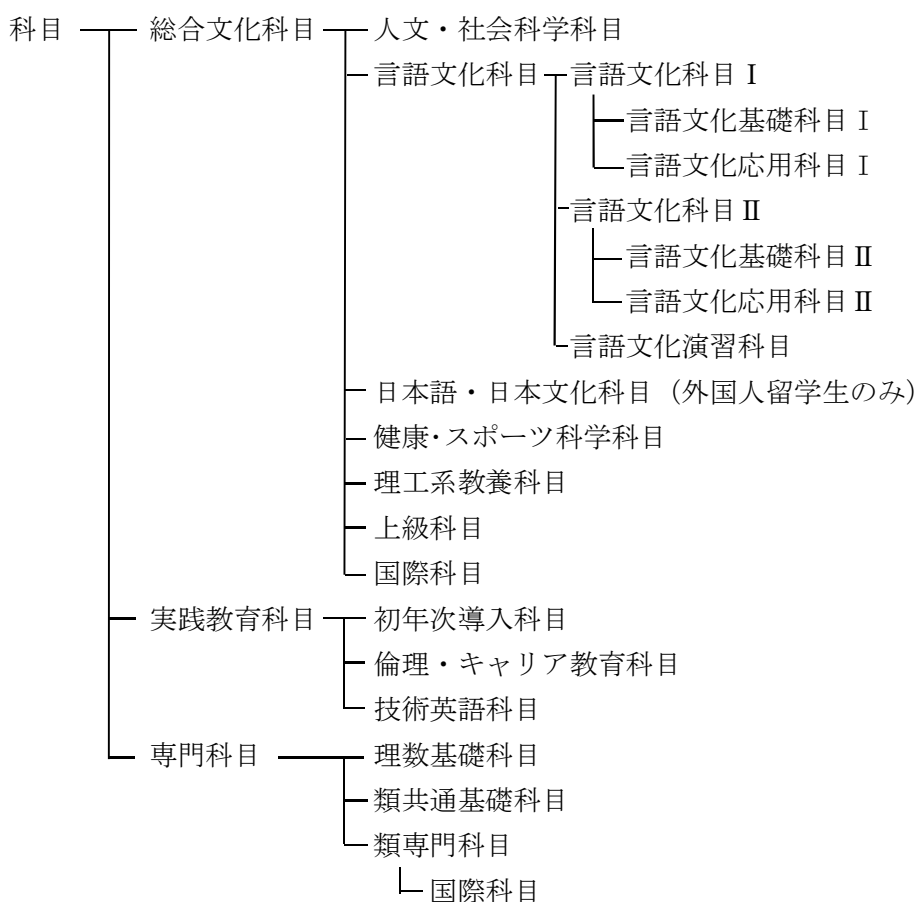 科目 総合文化科目 人文・社会科学科目
言語文化科目 言語文化科目Ⅰ
言語文化基礎科目Ⅰ
言語文化応用科目Ⅰ
言語文化科目Ⅱ
言語文化基礎科目Ⅱ
言語文化応用科目Ⅱ
言語文化演習科目
日本語・日本文化科目（外国人留学生のみ）
健康・スポーツ科学科目
理工系教養科目
上級科目
国際科目
実践教育科目 初年次導入科目
倫理・キャリア教育科目
技術英語科目
専門科目 理数基礎科目
類共通基礎科目
類専門科目
国際科目